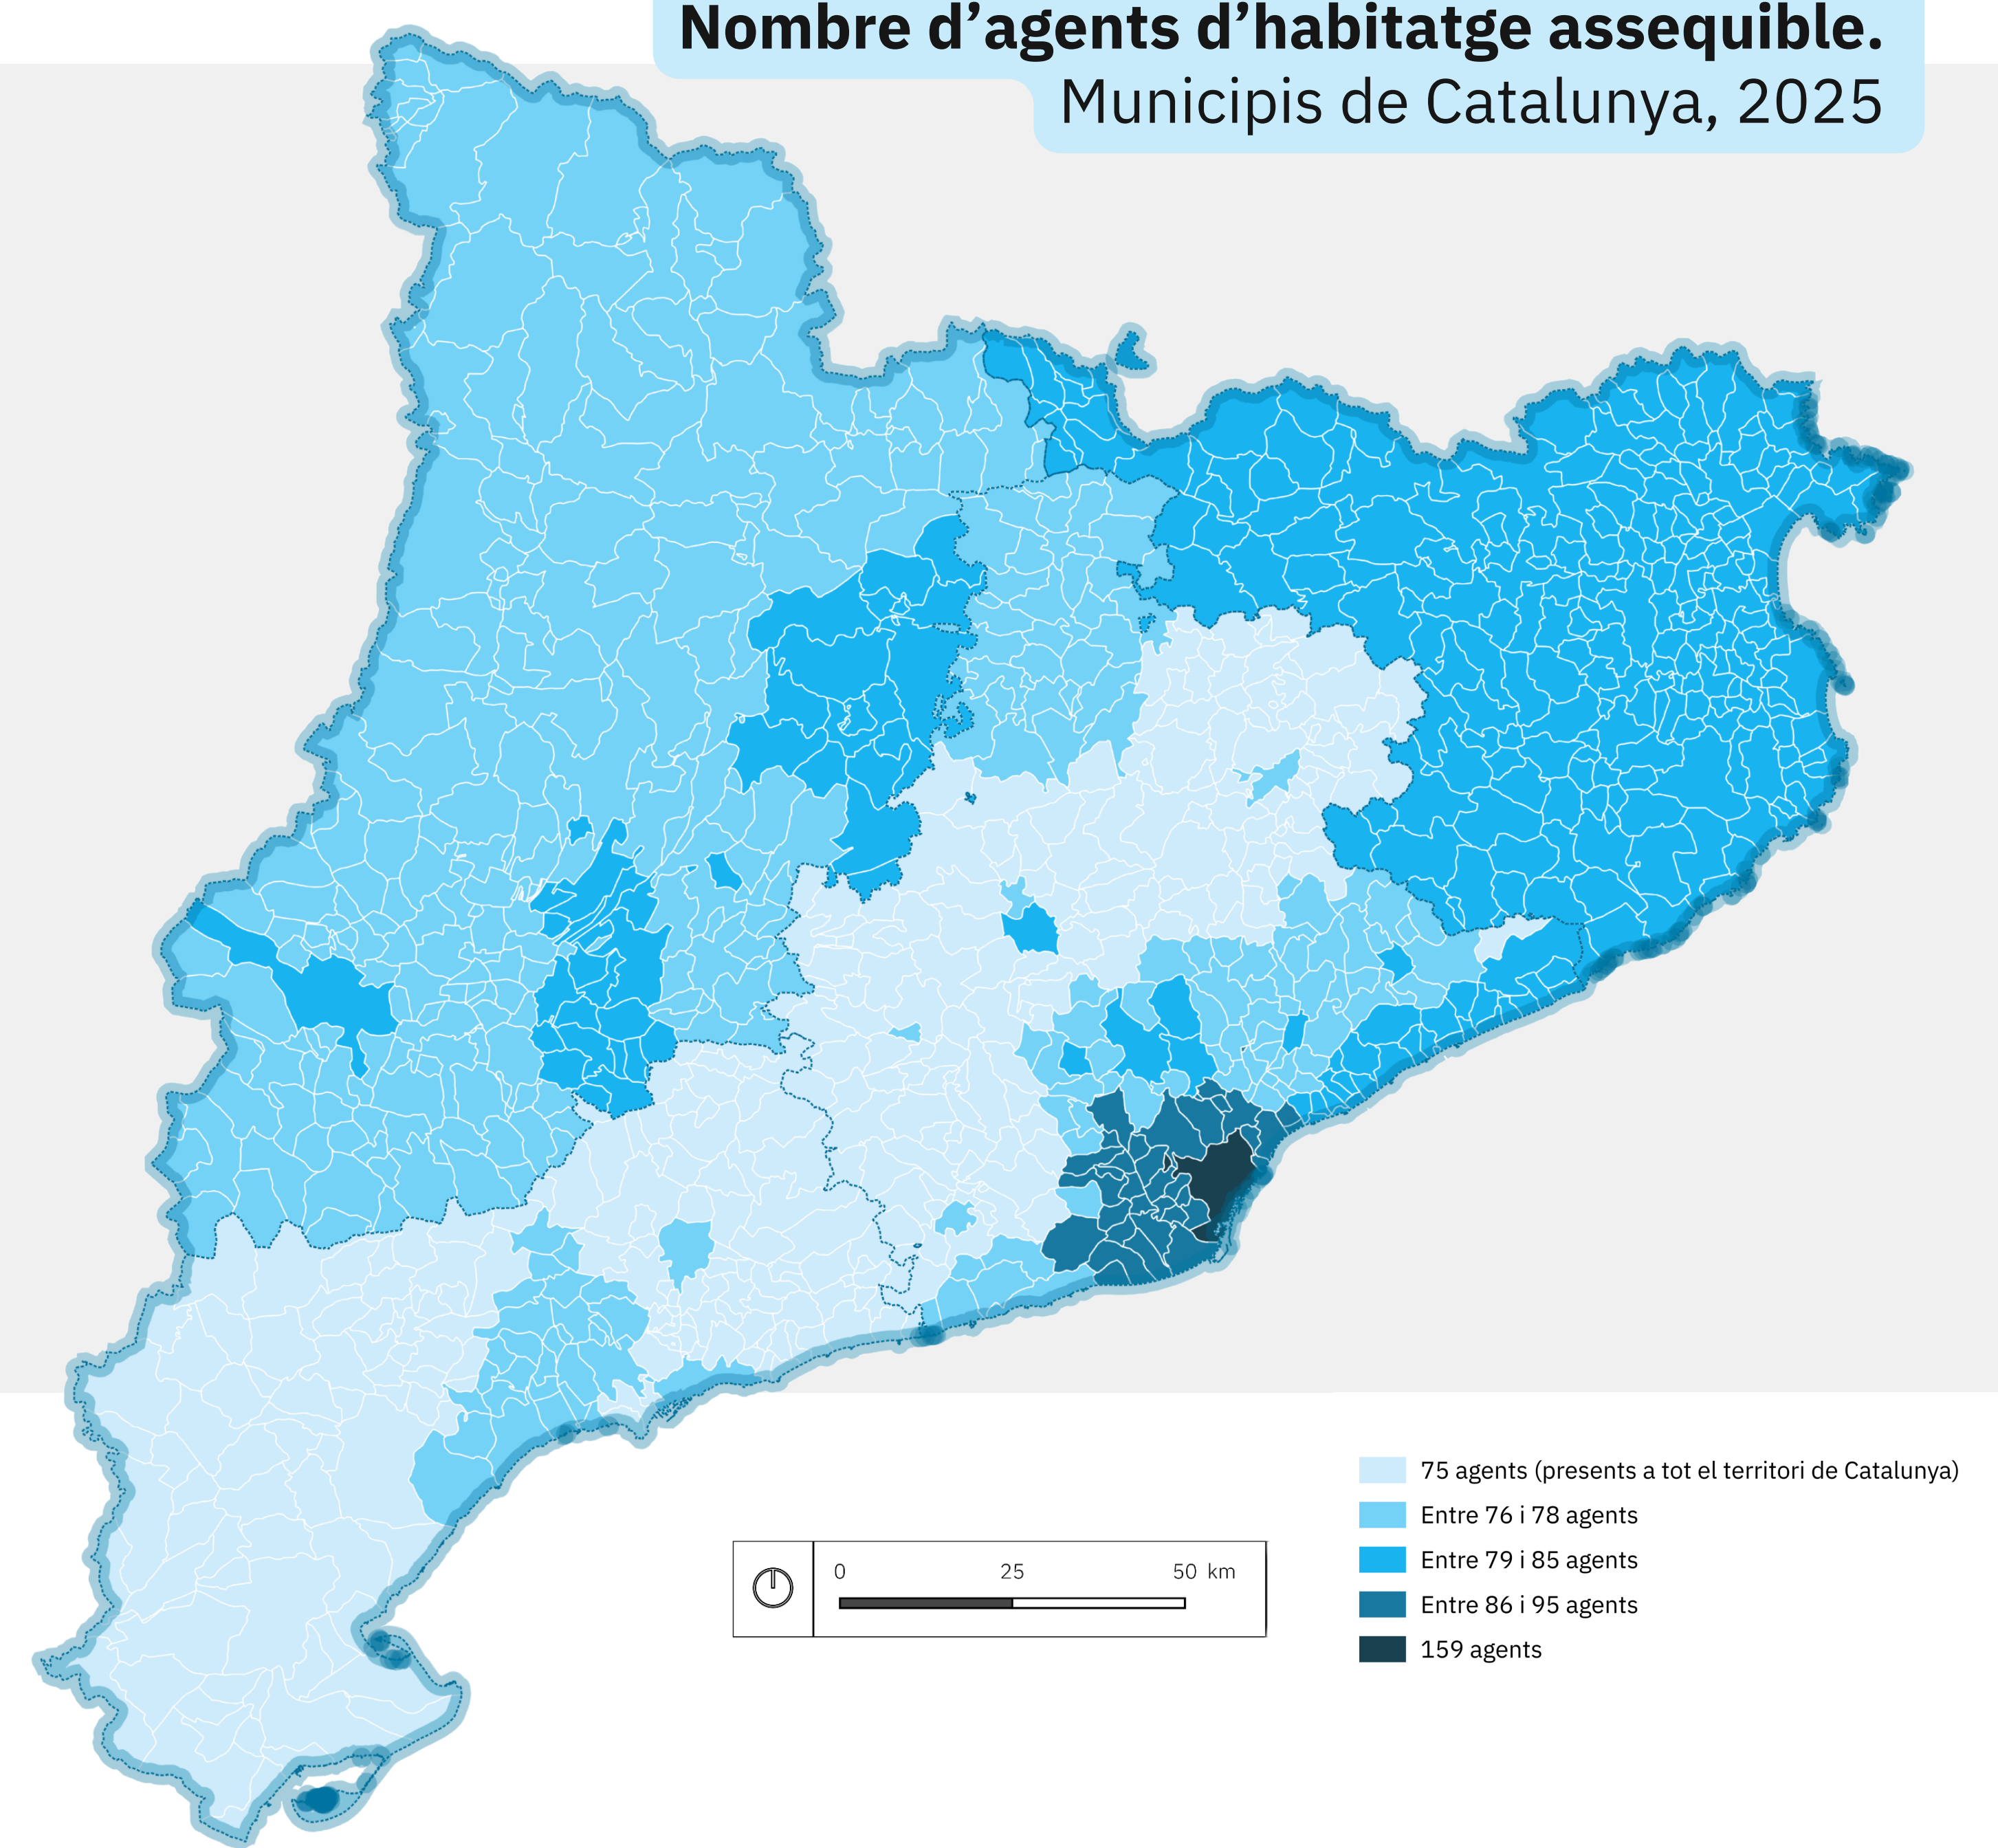 Nombre d’agents d’habitatge assequible.
Municipis de Catalunya, 2025
0 25 50 km
75 agents (presents a tot el territori de Catalunya)
Entre 76 i 78 agents
Entre 79 i 85 agents
Entre 86 i 95 agents
159 agents